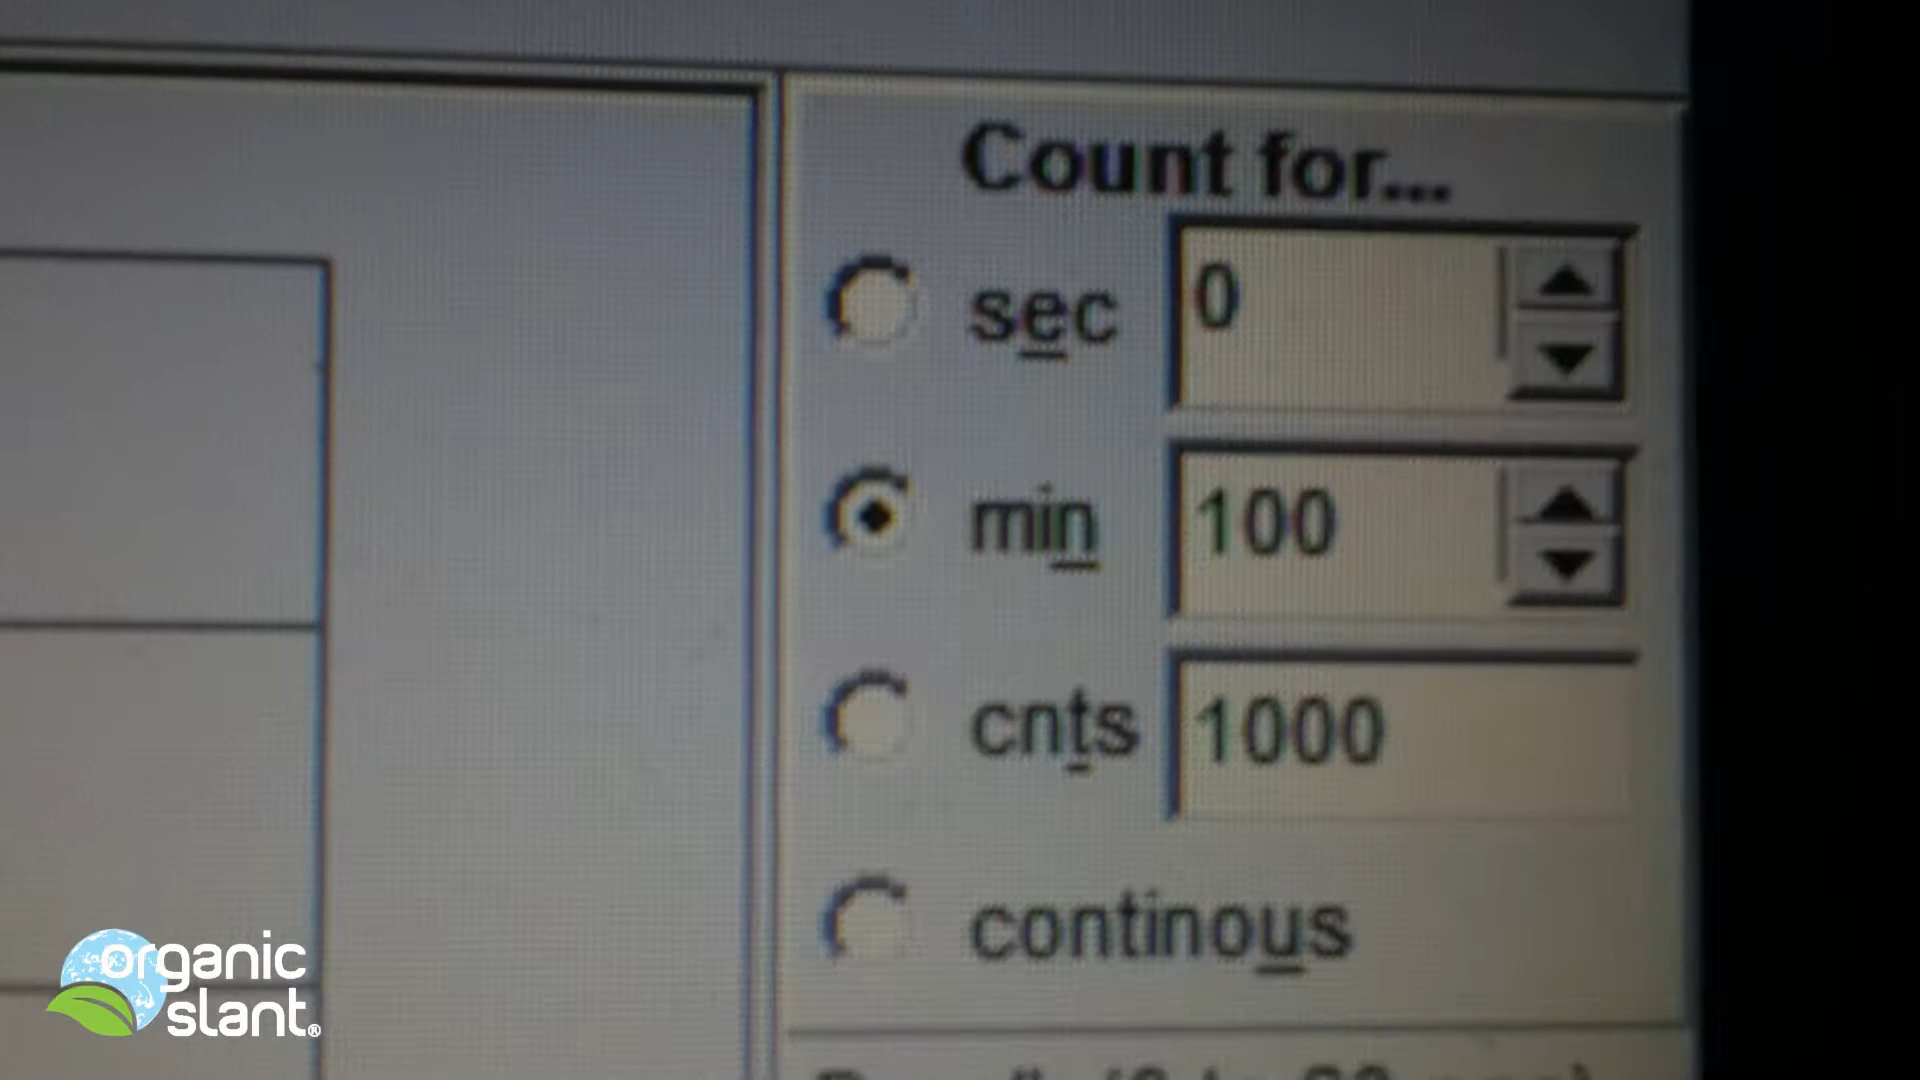 Count for...
sec 0
min 100
cnts 1000
continous
organic
slant®